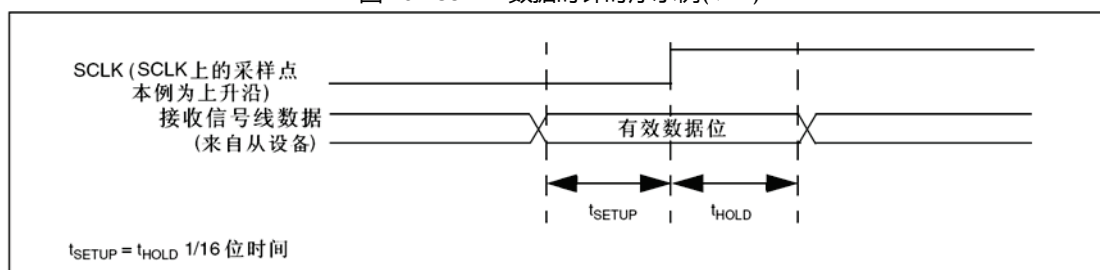 SCLK (SCLK上的采样点
本例为上升沿)
接收信号线数据
(来自从设备)
有效数据位
tSETUP
tHOLD
tSETUP = tHOLD 1/16 位时间